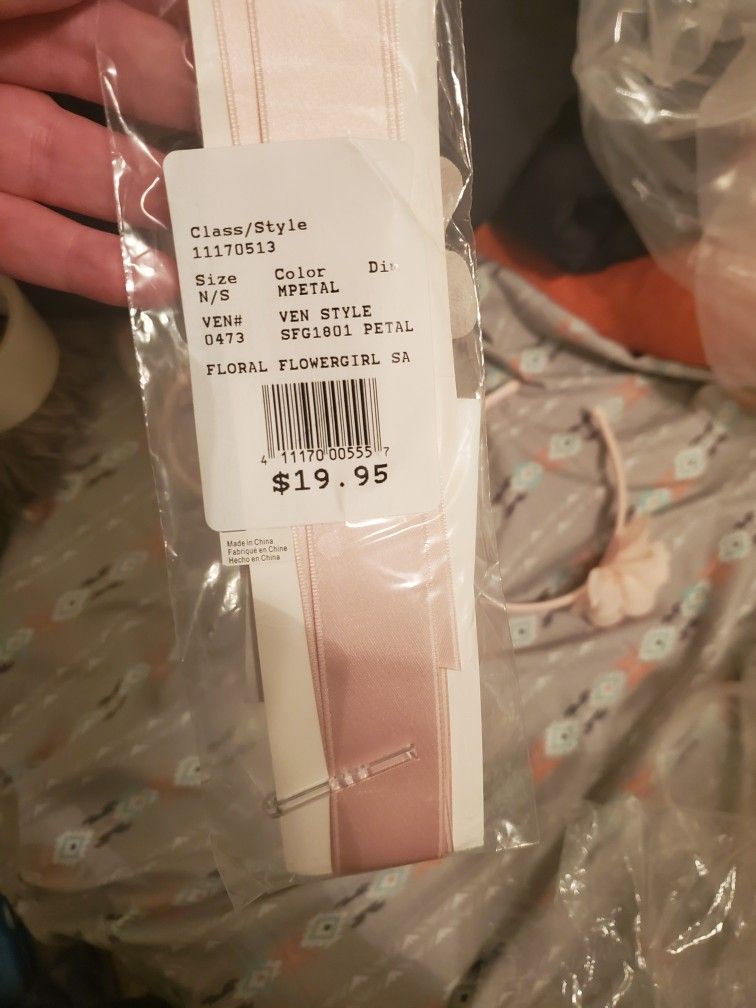 Class/Style
11170513
Size Color
N/S MPETAL
VEN# VEN STYLE
0473 SFG1801 PETAL
FLORAL FLOWERGIRL SA
4 11170 00555 7
$19.95
Made in China
Fabriqué en Chine
Hecho en China